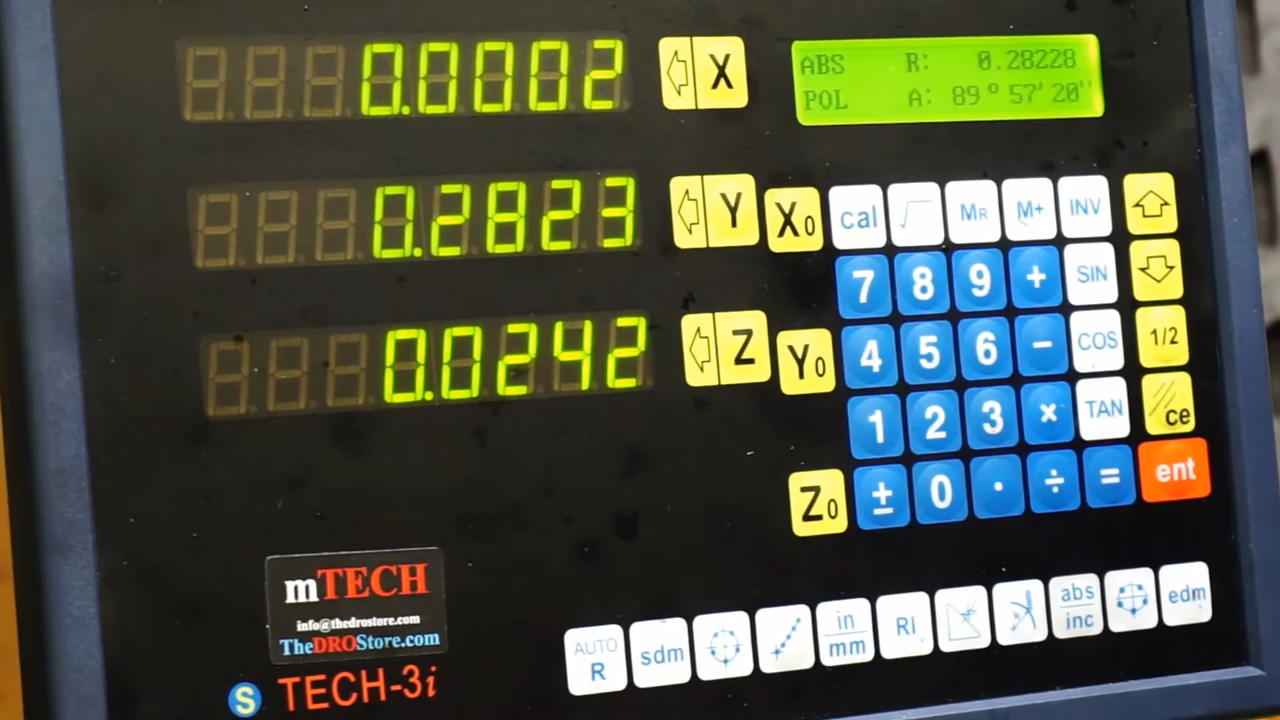 0.0002
X
ABS R: 0.28228
POL A: 89° 57' 20"
0.2823
Y
X0
cal √ MR M+ INV
7 8 9 + SIN
0.0242
Z
Y0
4 5 6 − COS 1/2
1 2 3 × TAN ce
Z0
± 0 · ÷ = ent
mTECH
info@thedrostore.com
TheDROStore.com
S TECH-3i
AUTO
R
sdm
in
mm
RI
abs
inc
edm